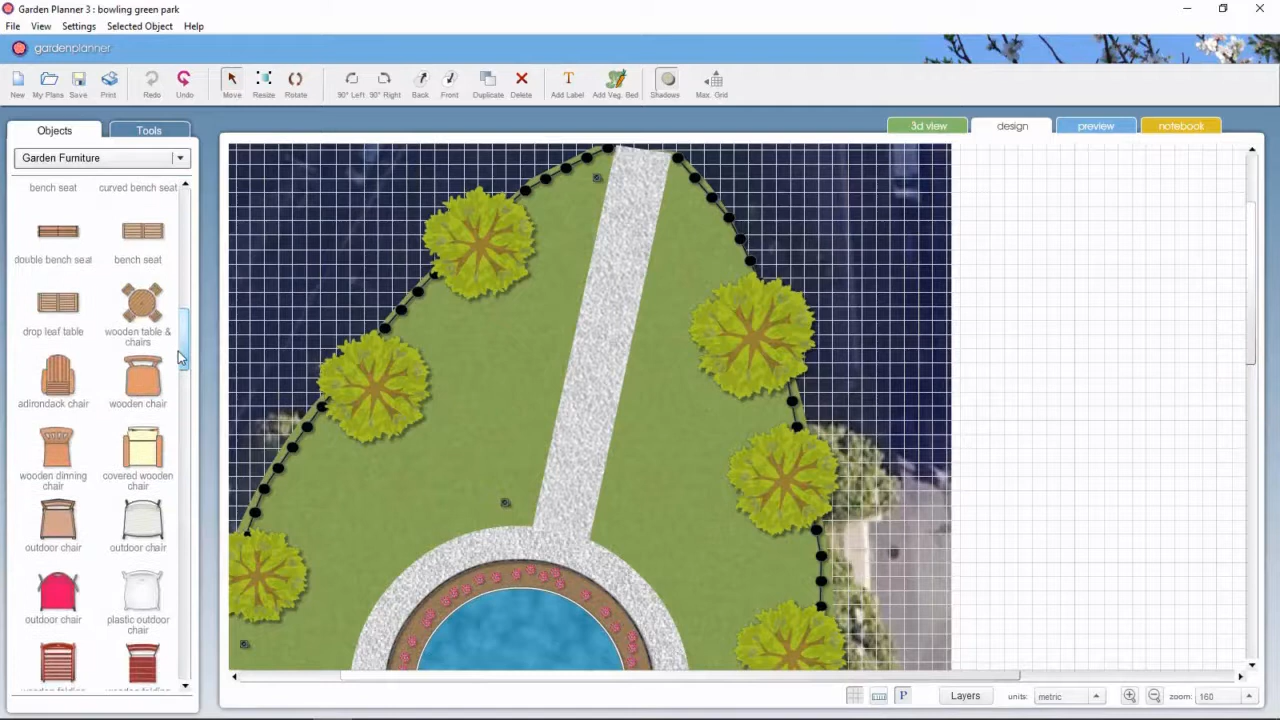 Garden Planner 3 : bowling green park
File View Settings Selected Object Help
gardenplanner
New My Plans Save Print Redo Undo Move Resize Rotate 90° Left 90° Right Back Front Duplicate Delete Add Label Add Veg. Bed Shadows Max. Grid
Objects Tools
3d view design preview notebook
Garden Furniture
bench seat curved bench seat
double bench seat bench seat
drop leaf table wooden table &
chairs
adirondack chair wooden chair
wooden dinning
chair covered wooden
chair
outdoor chair outdoor chair
outdoor chair plastic outdoor
chair
Layers units: metric zoom: 160